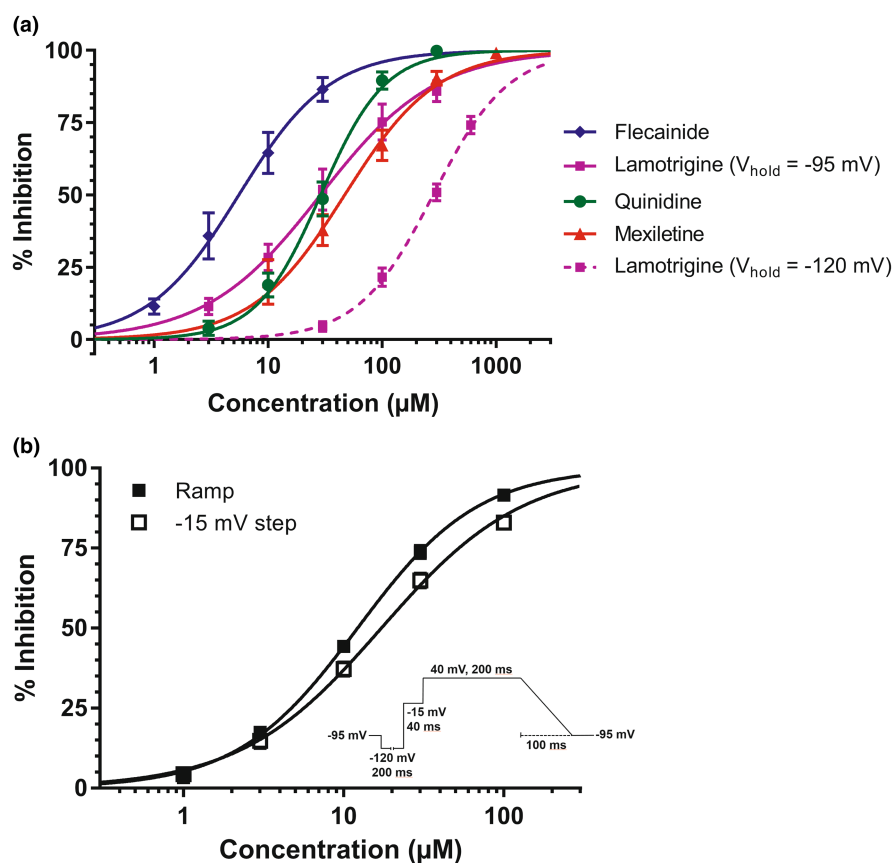 (a)
100
75
50
25
0
% Inhibition
1
10
100
1000
Concentration (µM)
Flecainide
Lamotrigine (Vhold = -95 mV)
Quinidine
Mexiletine
Lamotrigine (Vhold = -120 mV)
(b)
100
75
50
25
0
% Inhibition
Ramp
-15 mV step
40 mV, 200 ms
-15 mV
40 ms
-95 mV
-120 mV
200 ms
100 ms
-95 mV
1
10
100
Concentration (µM)